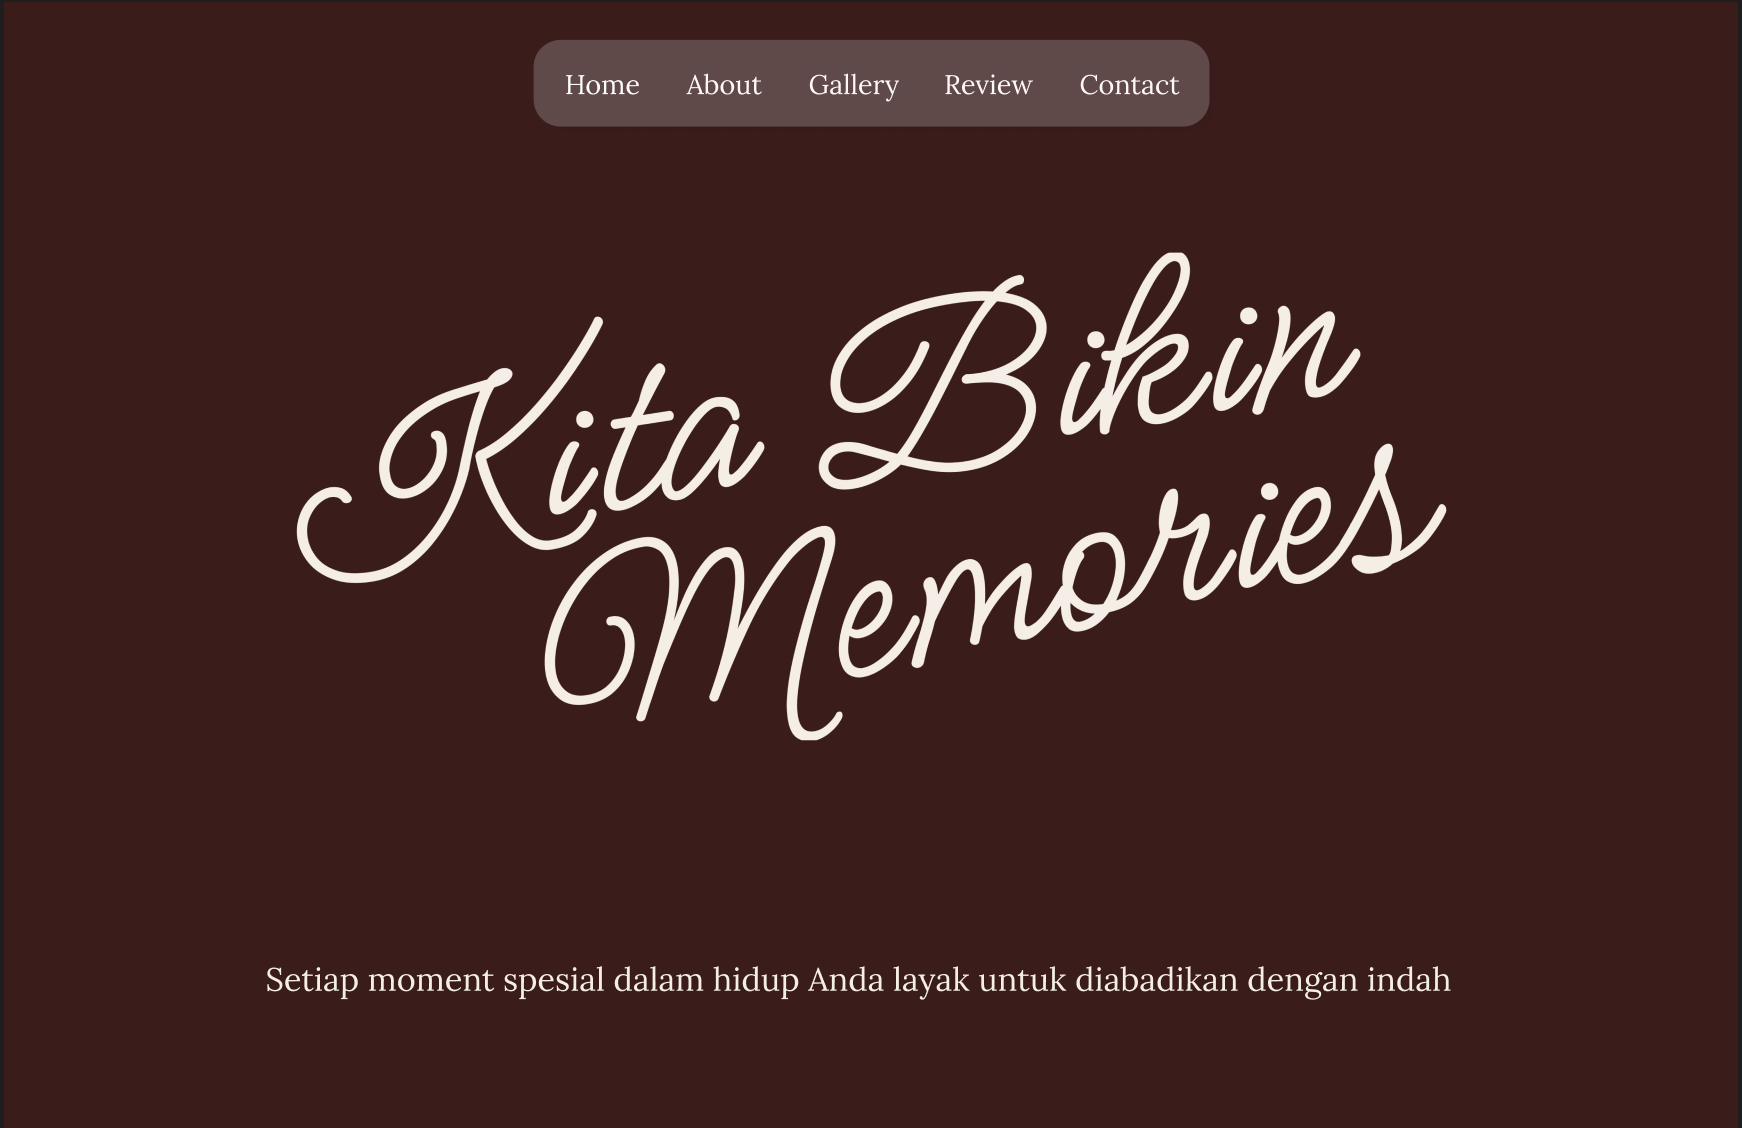 Home About Gallery Review Contact
Kita Bikin
Memories
Setiap moment spesial dalam hidup Anda layak untuk diabadikan dengan indah